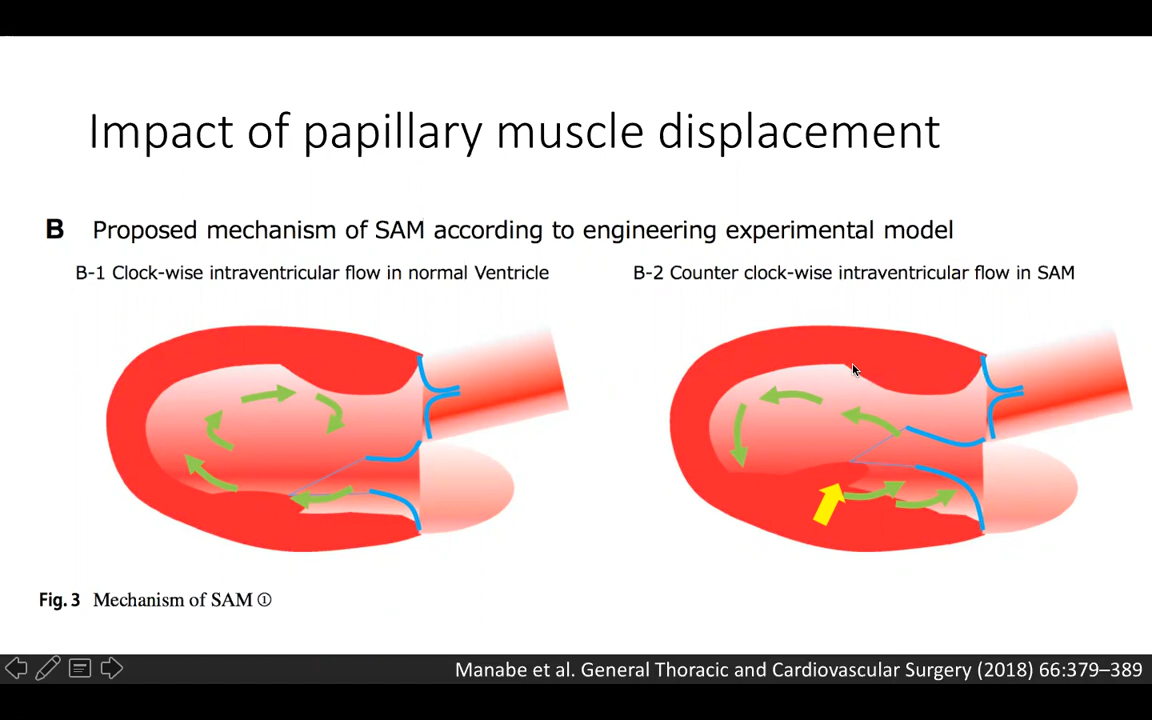 Impact of papillary muscle displacement
B Proposed mechanism of SAM according to engineering experimental model
B-1 Clock-wise intraventricular flow in normal Ventricle
B-2 Counter clock-wise intraventricular flow in SAM
Fig. 3 Mechanism of SAM ①
Manabe et al. General Thoracic and Cardiovascular Surgery (2018) 66:379–389